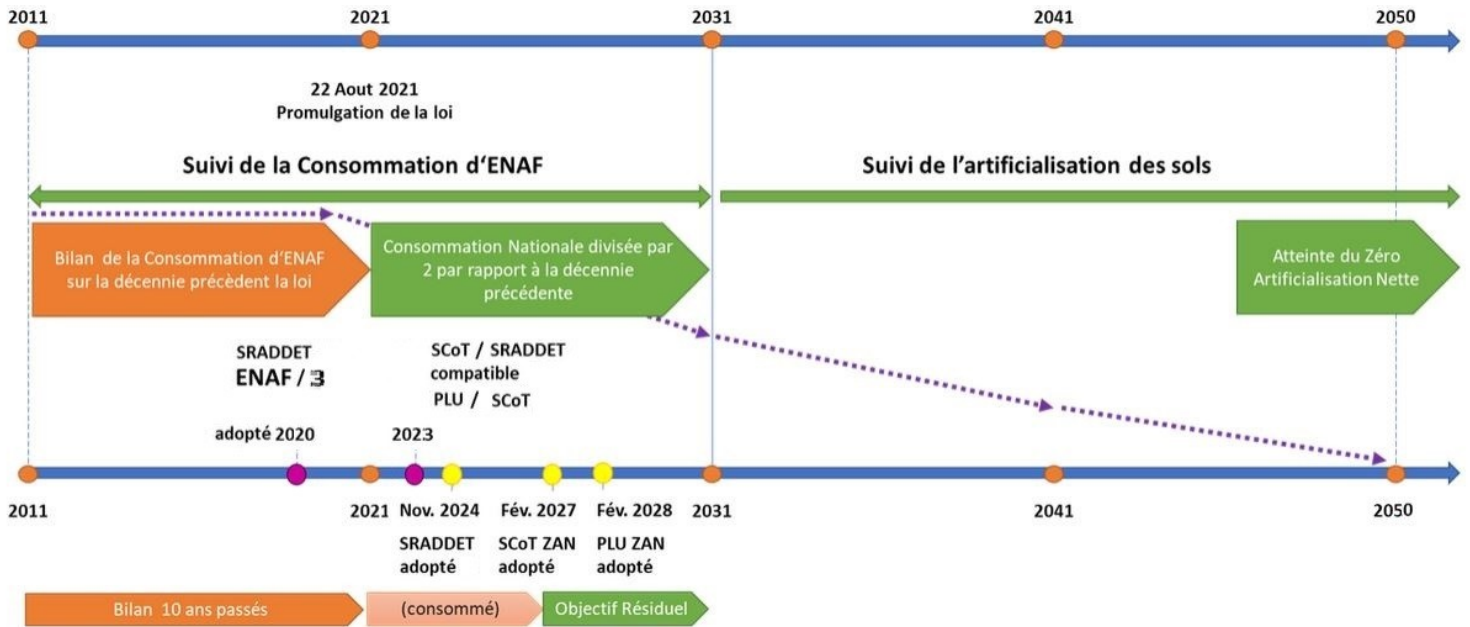 2011 2021 2031 2041 2050
22 Aout 2021
Promulgation de la loi
Suivi de la Consommation d'ENAF
Suivi de l'artificialisation des sols
Bilan de la Consommation d'ENAF
sur la décennie précèdent la loi
Consommation Nationale divisée par
2 par rapport à la décennie
précédente
Atteinte du Zéro
Artificialisation Nette
SRADDET
ENAF / 3
SCoT / SRADDET
compatible
PLU / SCoT
adopté 2020
2023
2011 2021 Nov. 2024 Fév. 2027 Fév. 2028 2031 2041 2050
SRADDET
adopté
SCoT ZAN
adopté
PLU ZAN
adopté
Bilan 10 ans passés
(consommé)
Objectif Résiduel